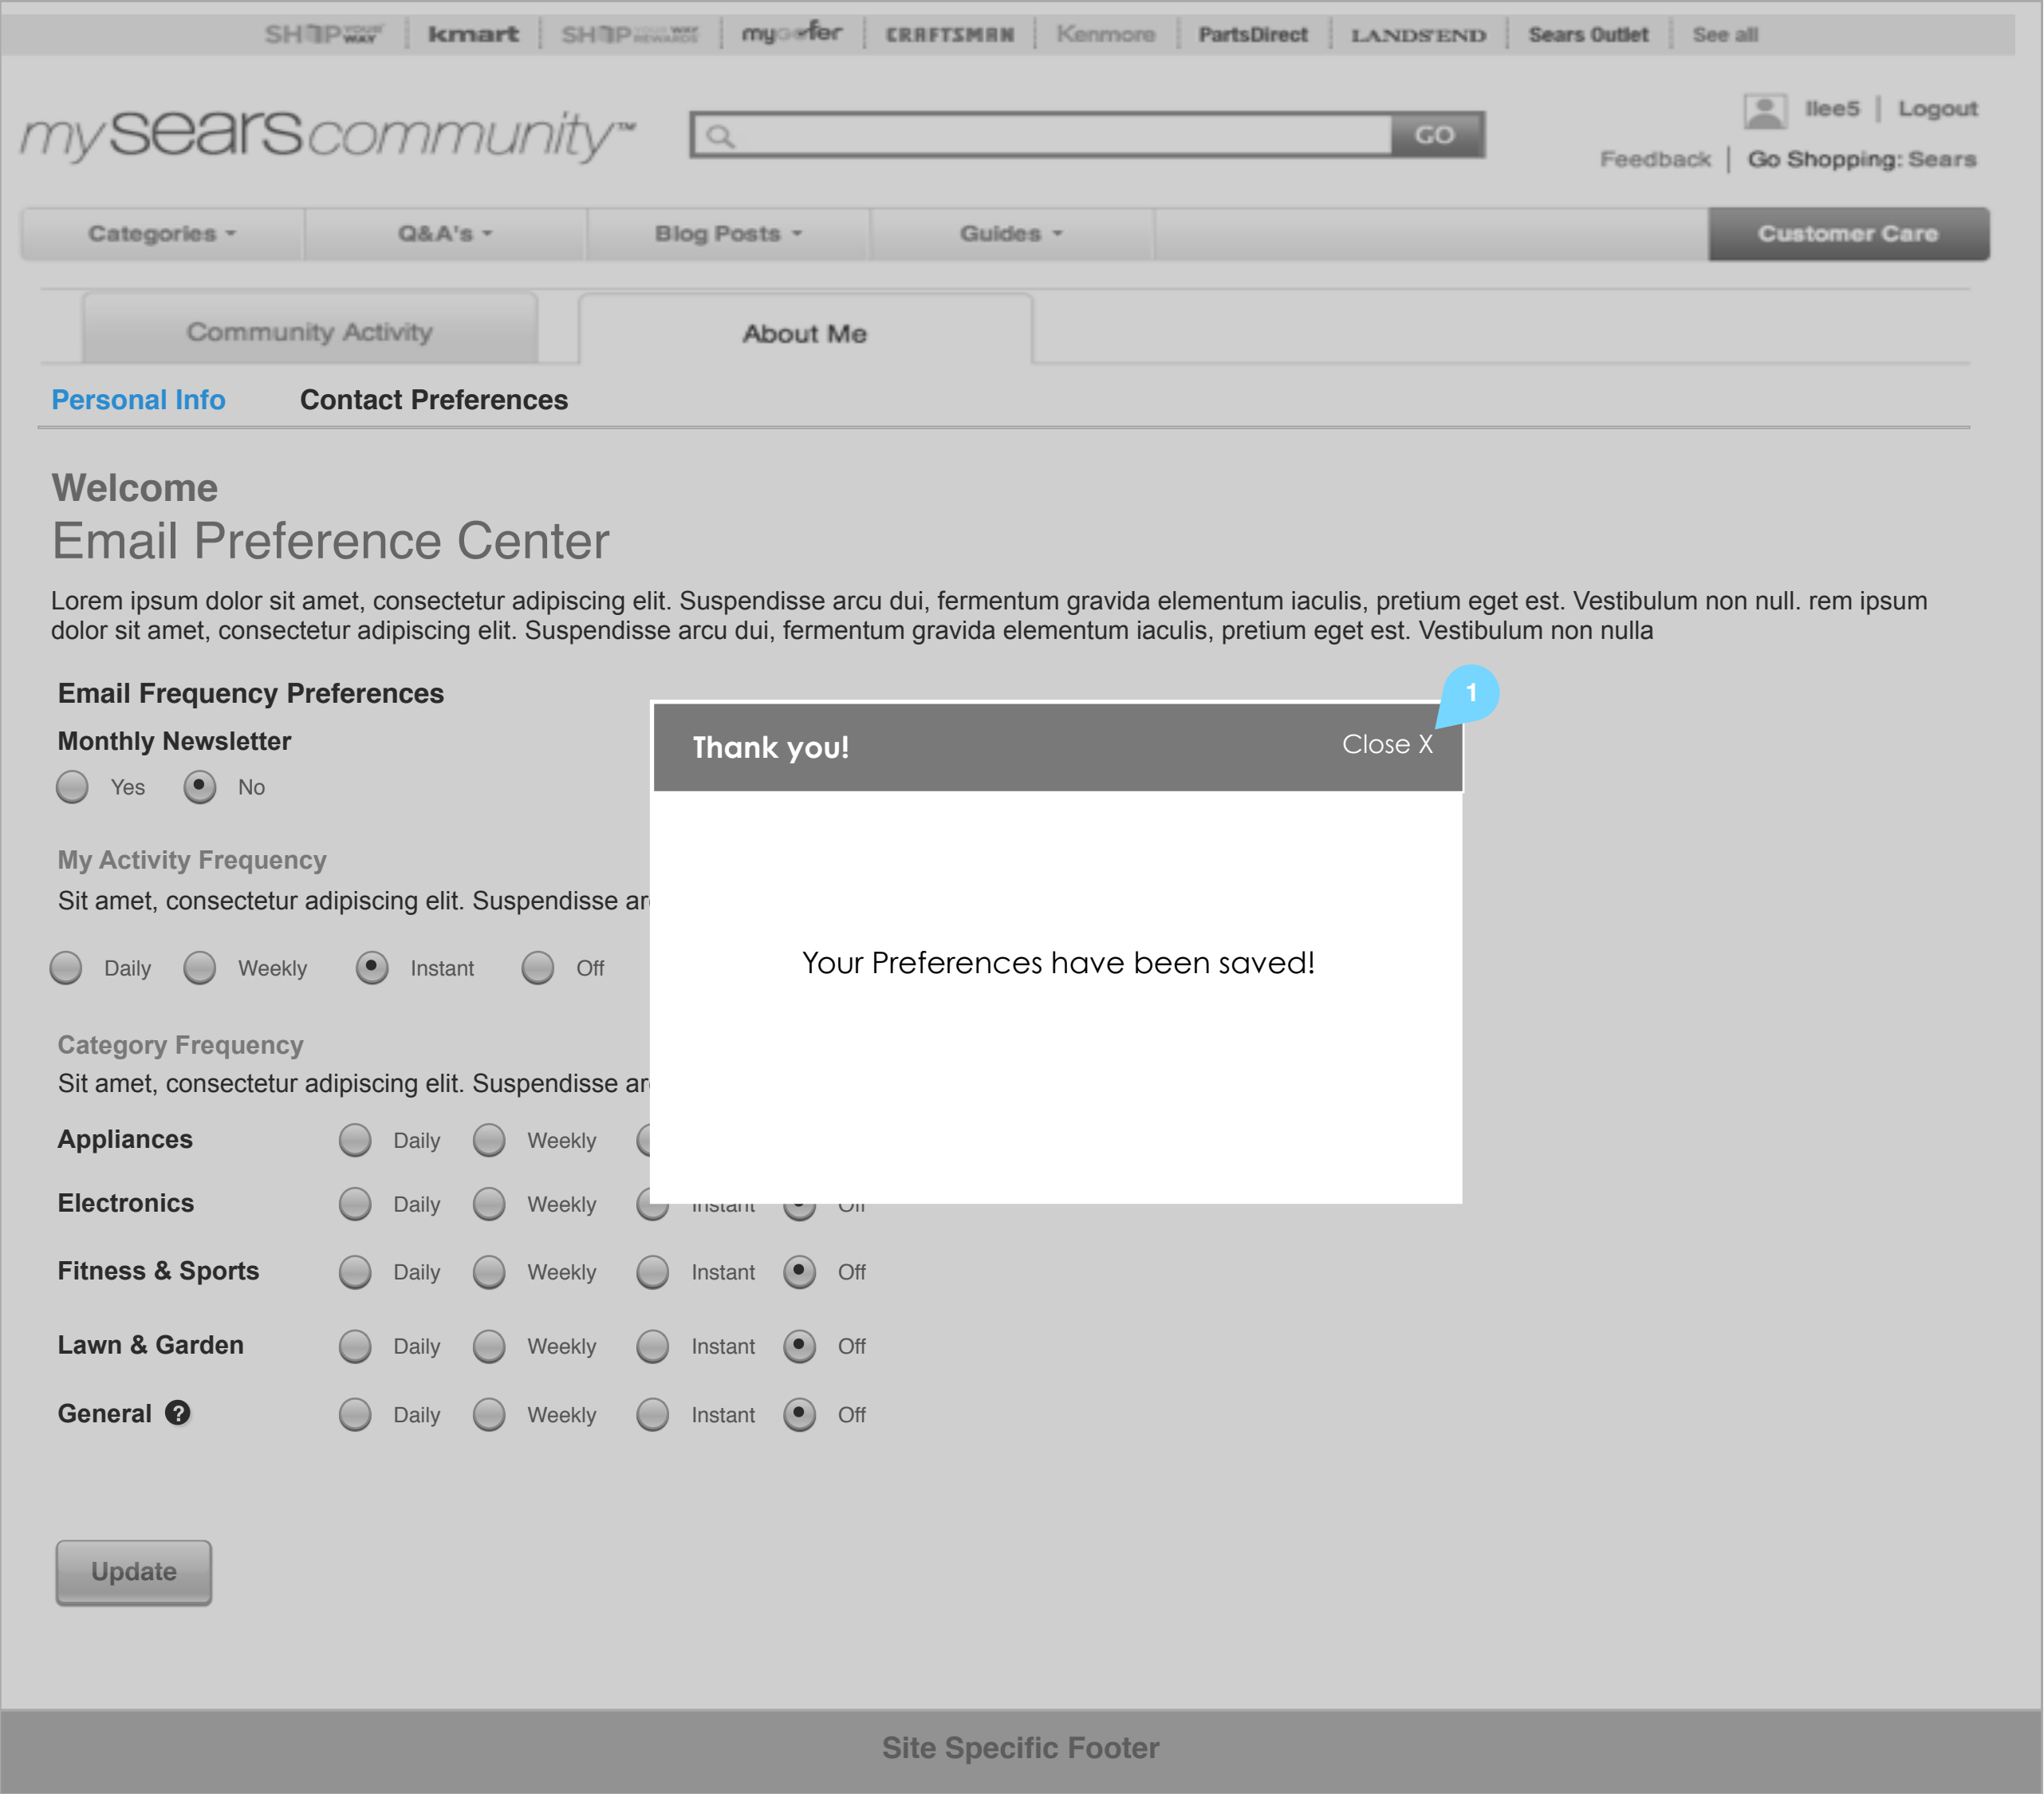 SHOP YOUR WAY kmart SHOP YOUR WAY REWARDS mygofer CRAFTSMAN Kenmore PartsDirect LANDS'END Sears Outlet See all
mysearscommunity™ GO
llee5 | Logout
Feedback | Go Shopping: Sears
Categories Q&A's Blog Posts Guides Customer Care
Community Activity About Me
Personal Info Contact Preferences
Welcome
Email Preference Center
Lorem ipsum dolor sit amet, consectetur adipiscing elit. Suspendisse arcu dui, fermentum gravida elementum iaculis, pretium eget est. Vestibulum non null. rem ipsum
dolor sit amet, consectetur adipiscing elit. Suspendisse arcu dui, fermentum gravida elementum iaculis, pretium eget est. Vestibulum non nulla
Email Frequency Preferences
Monthly Newsletter
Yes No
My Activity Frequency
Sit amet, consectetur adipiscing elit. Suspendisse
Daily Weekly Instant Off
Category Frequency
Sit amet, consectetur adipiscing elit. Suspendisse
Appliances Daily Weekly
Electronics Daily Weekly Instant Off
Fitness & Sports Daily Weekly Instant Off
Lawn & Garden Daily Weekly Instant Off
General ? Daily Weekly Instant Off
Update
1
Thank you! Close X
Your Preferences have been saved!
Site Specific Footer